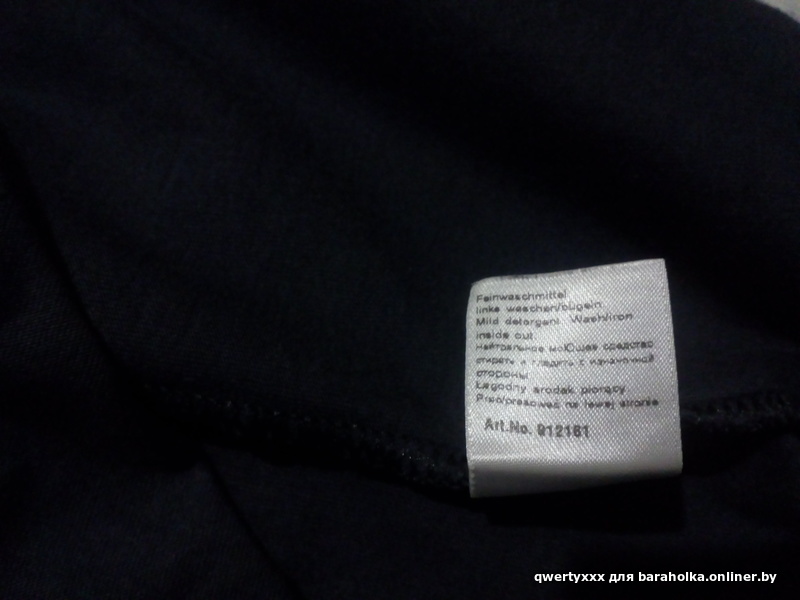 Feinwaschmittel
links waschen/bügeln
Mild detergent. Wash/iron
inside out.
нейтральное моЮщее средство
стирать и гладить с изнаночной
стороны
Łagodny środek piorący
Prac/prasować na lewej stronie
Art.No. 912181
qwertyxxx для baraholka.onliner.by